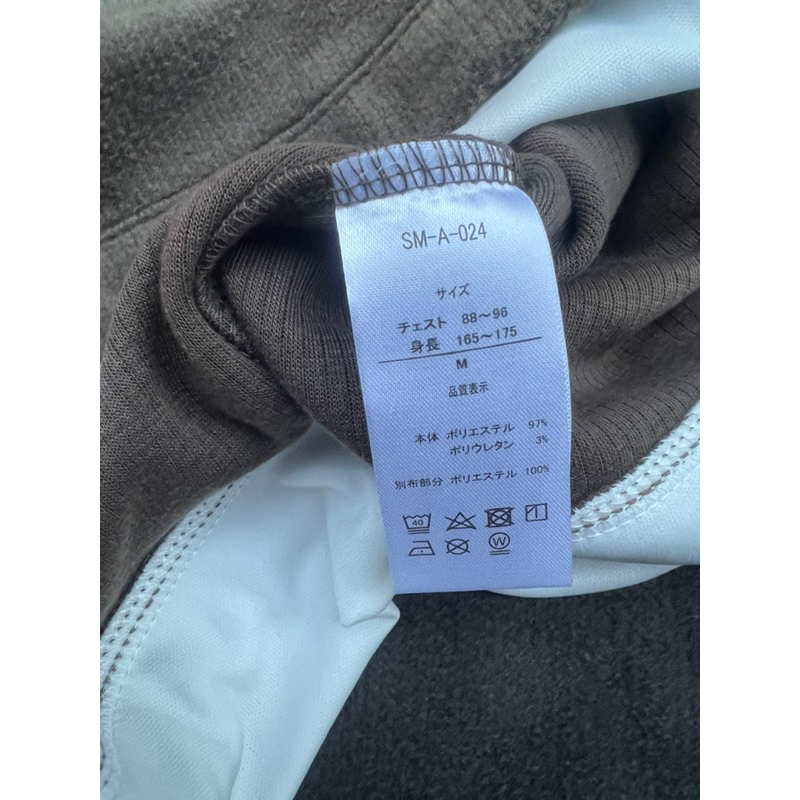 SM-A-024
サイズ
チェスト 88～96
身長 165～175
M
品質表示
本体 ポリエステル 97%
ポリウレタン 3%
別布部分 ポリエステル 100%
40
W